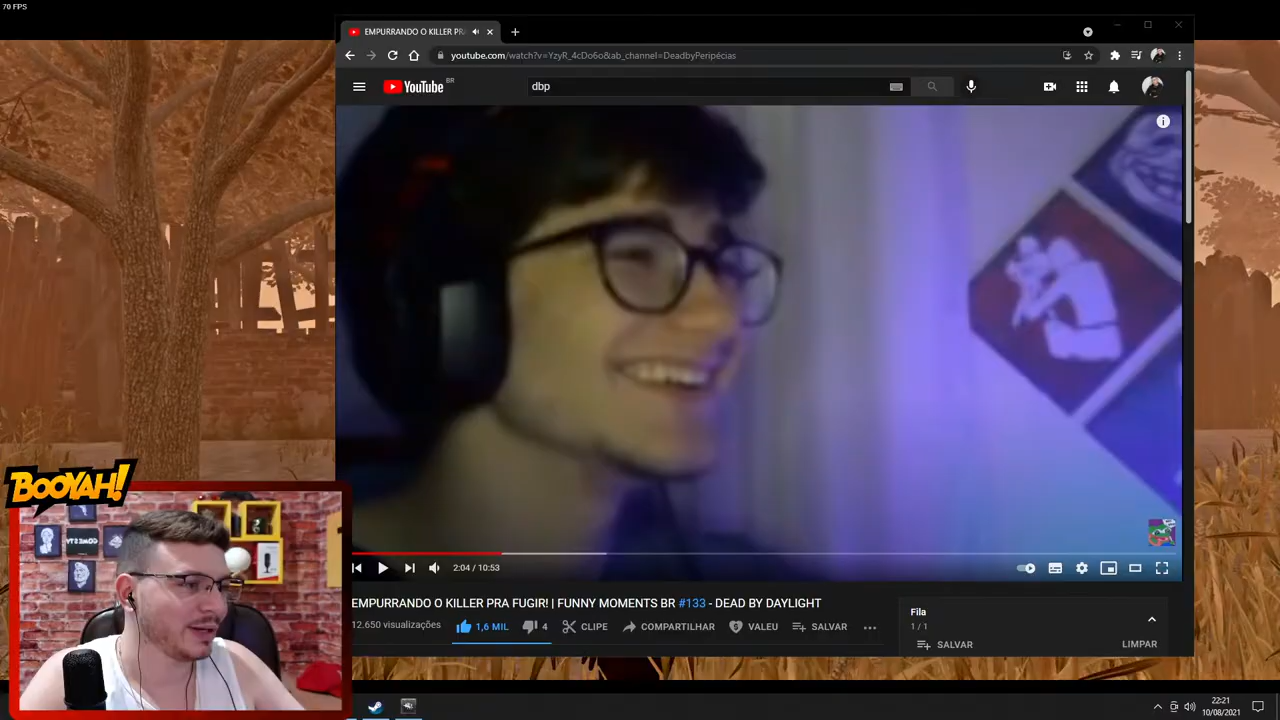 70 FPS
EMPURRANDO O KILLER PR
youtube.com/watch?v=YzyR_4cDo6o&ab_channel=DeadbyPeripécias
YouTube BR
dbp
2:04 / 10:53
EMPURRANDO O KILLER PRA FUGIR! | FUNNY MOMENTS BR #133 - DEAD BY DAYLIGHT
12.650 visualizações
1,6 MIL
4
CLIPE
COMPARTILHAR
VALEU
SALVAR
Fila
1 / 1
SALVAR
LIMPAR
BOOYAH!
22:21
10/08/2021